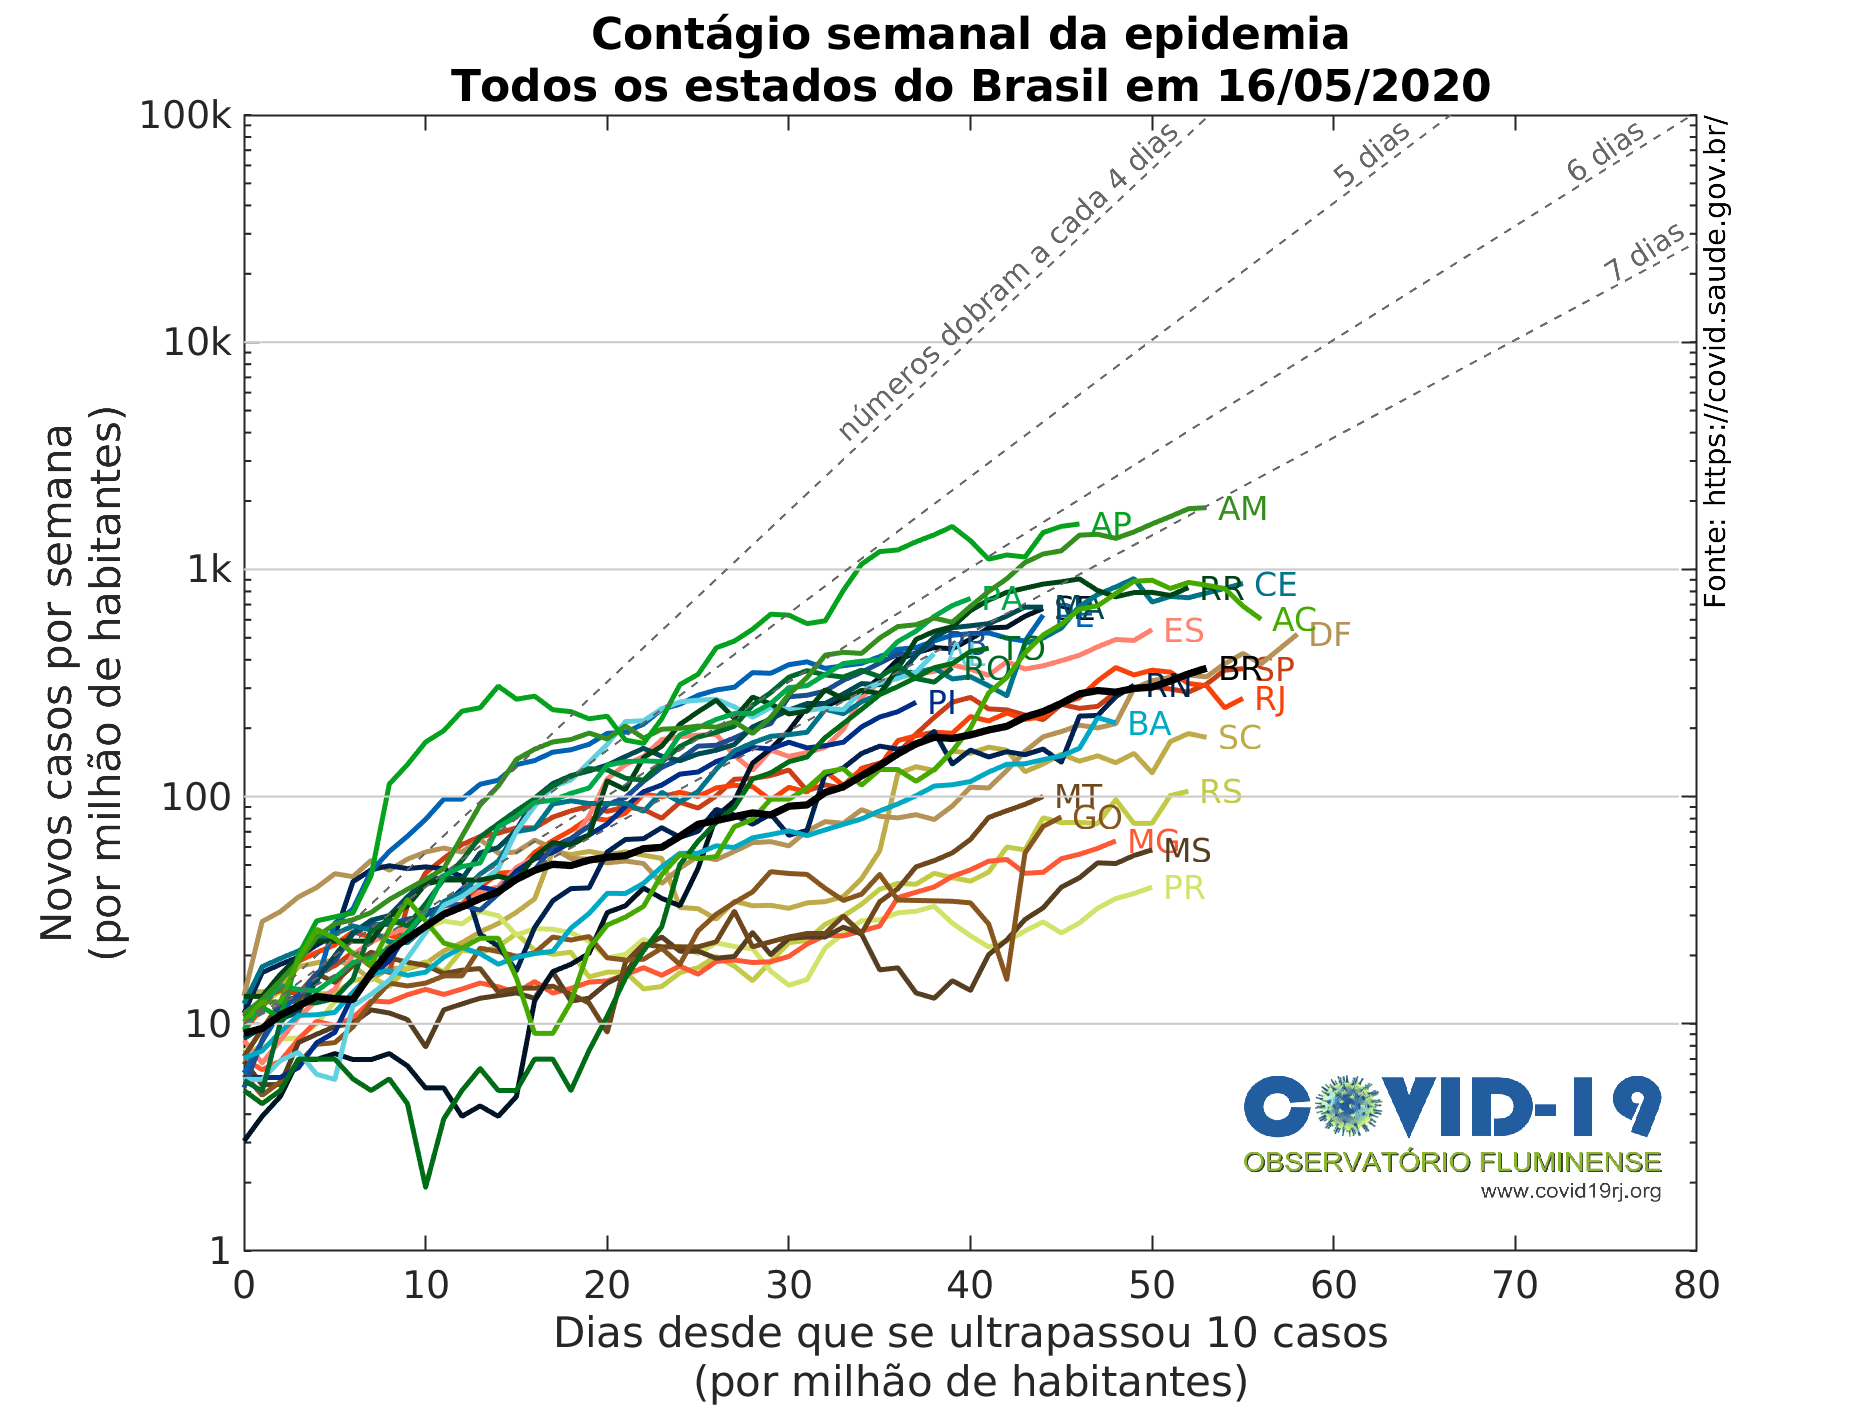 Contágio semanal da epidemia
Todos os estados do Brasil em 16/05/2020
Novos casos por semana
(por milhão de habitantes)
100k
10k
1k
100
10
1
números dobram a cada 4 dias
5 dias
6 dias
7 dias
Fonte: https://covid.saude.gov.br/
AM
AP
CE
RR
PA
MA
SE
PE
AC
ES
DF
TO
RO
BR
SP
RN
RJ
PI
BA
SC
RS
MT
GO
MG
MS
PR
COVID-19
OBSERVATÓRIO FLUMINENSE
www.covid19rj.org
0 10 20 30 40 50 60 70 80
Dias desde que se ultrapassou 10 casos
(por milhão de habitantes)